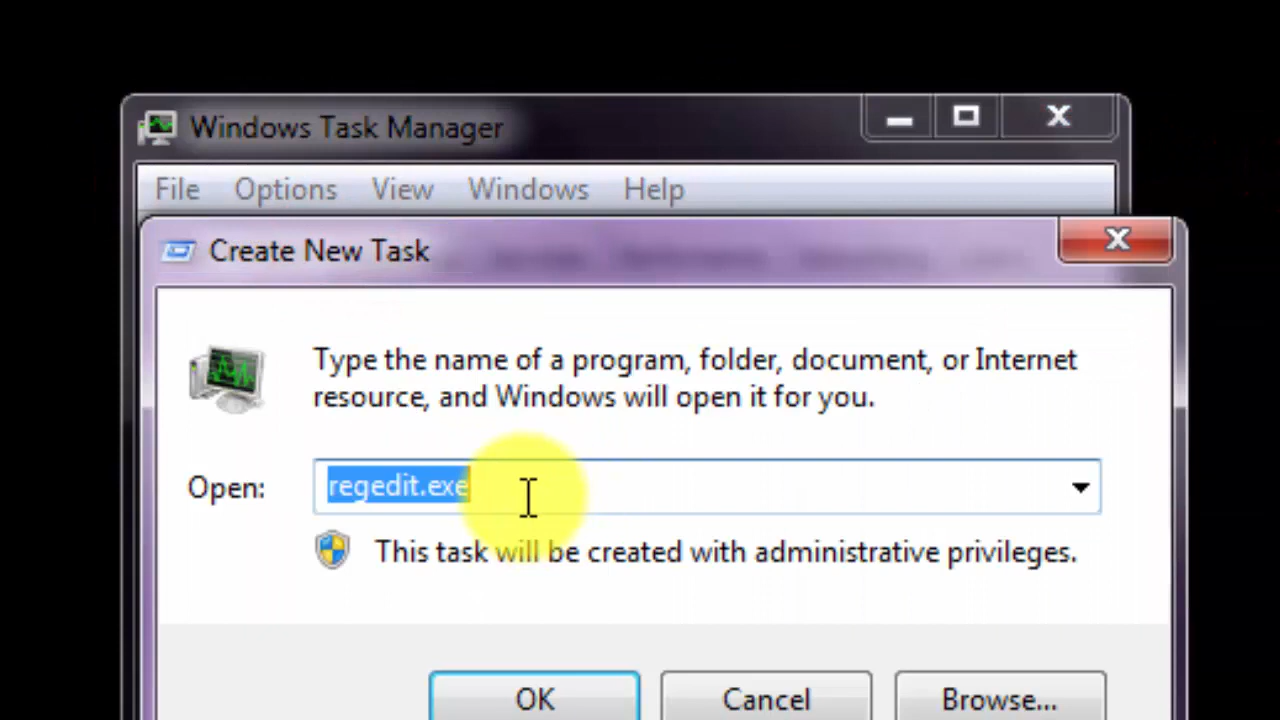 Windows Task Manager
File Options View Windows Help
Create New Task
Type the name of a program, folder, document, or Internet
resource, and Windows will open it for you.
Open: regedit.exe
This task will be created with administrative privileges.
OK Cancel Browse...